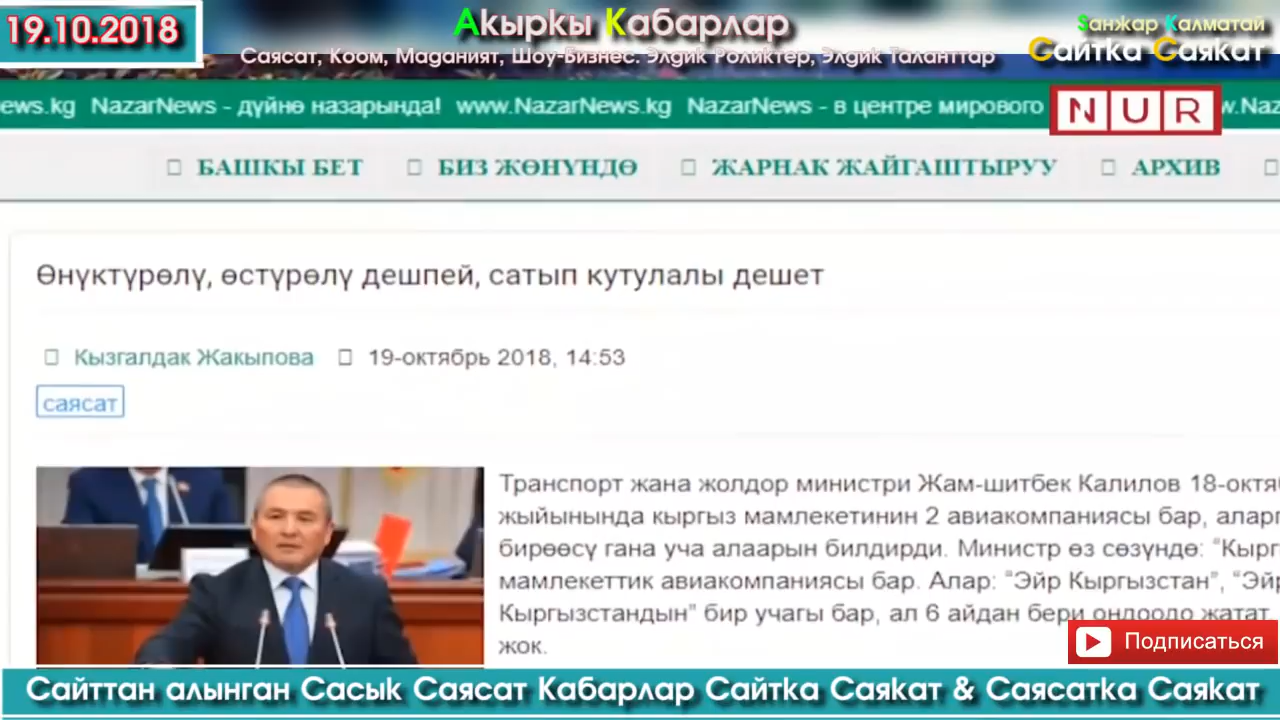 19.10.2018
Акыркы Кабарлар
Саясат, Коом, Маданият, Шоу-Бизнес. Элдик Роликтер, Элдик Таланттар
Sанжар Калматай
Сайтка Саякат
ews.kg NazarNews - дүйнө назарында! www.NazarNews.kg NazarNews - в центре мирового
NUR
БАШКЫ БЕТ БИЗ ЖӨНҮНДӨ ЖАРНАК ЖАЙГАШТЫРУУ АРХИВ
Өнүктүрөлү, өстүрөлү дешпей, сатып кутулалы дешет
Кызгалдак Жакыпова 19-октябрь 2018, 14:53
саясат
Транспорт жана жолдор министри Жам-шитбек Калилов 18-октя
жыйынында кыргыз мамлекетинин 2 авиакомпаниясы бар, алар
бирөөсү гана уча алаарын билдирди. Министр өз сөзүндө: “Кырг
мамлекеттик авиакомпаниясы бар. Алар: “Эйр Кыргызстан”, “Эйр
Кыргызстандын” бир учагы бар, ал 6 айдан бери оңдоодо жатат
жок.
Подписаться
Сайттан алынган Сасык Саясат Кабарлар Сайтка Саякат & Саясатка Саякат